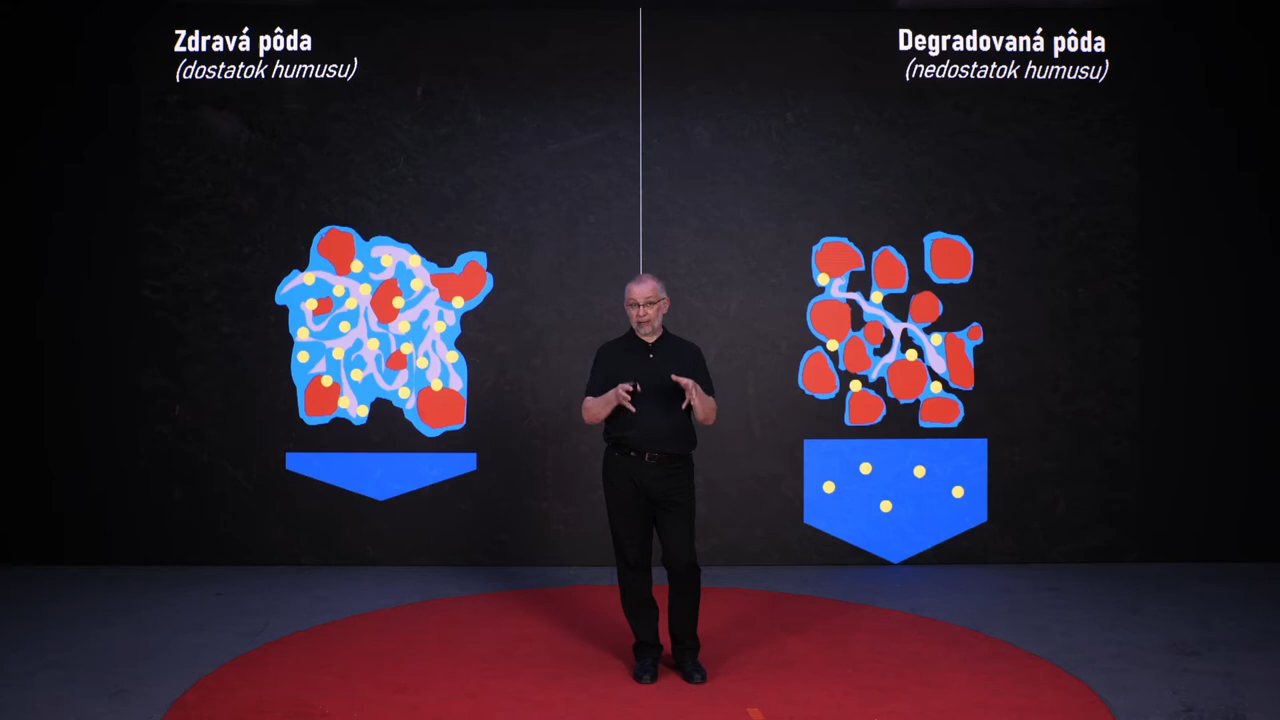 Zdravá pôda
(dostatok humusu)
Degradovaná pôda
(nedostatok humusu)